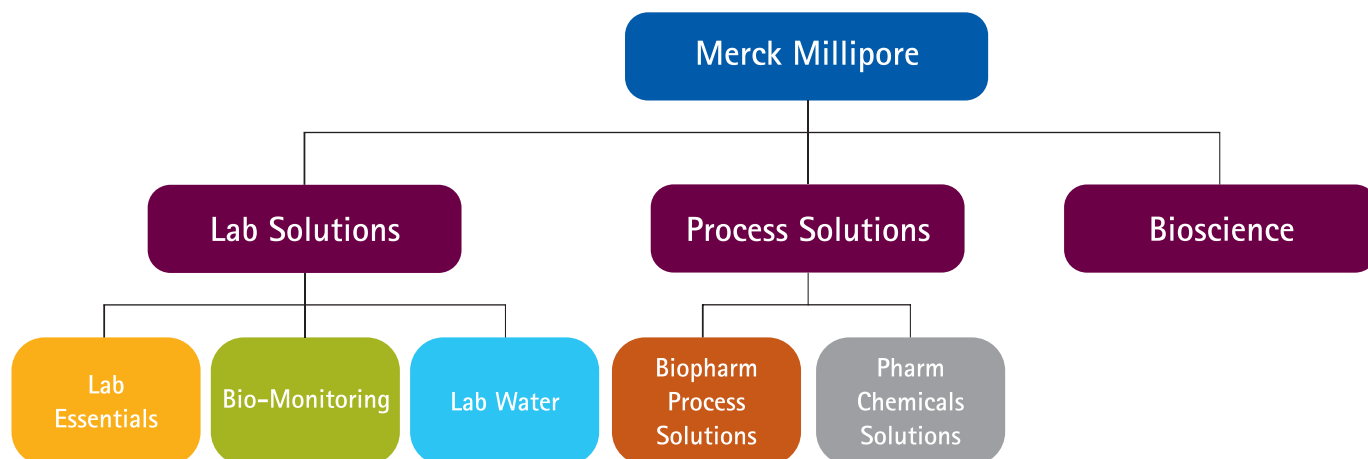 Merck Millipore
Lab Solutions
Process Solutions
Bioscience
Lab
Essentials
Bio-Monitoring
Lab Water
Biopharm
Process
Solutions
Pharm
Chemicals
Solutions